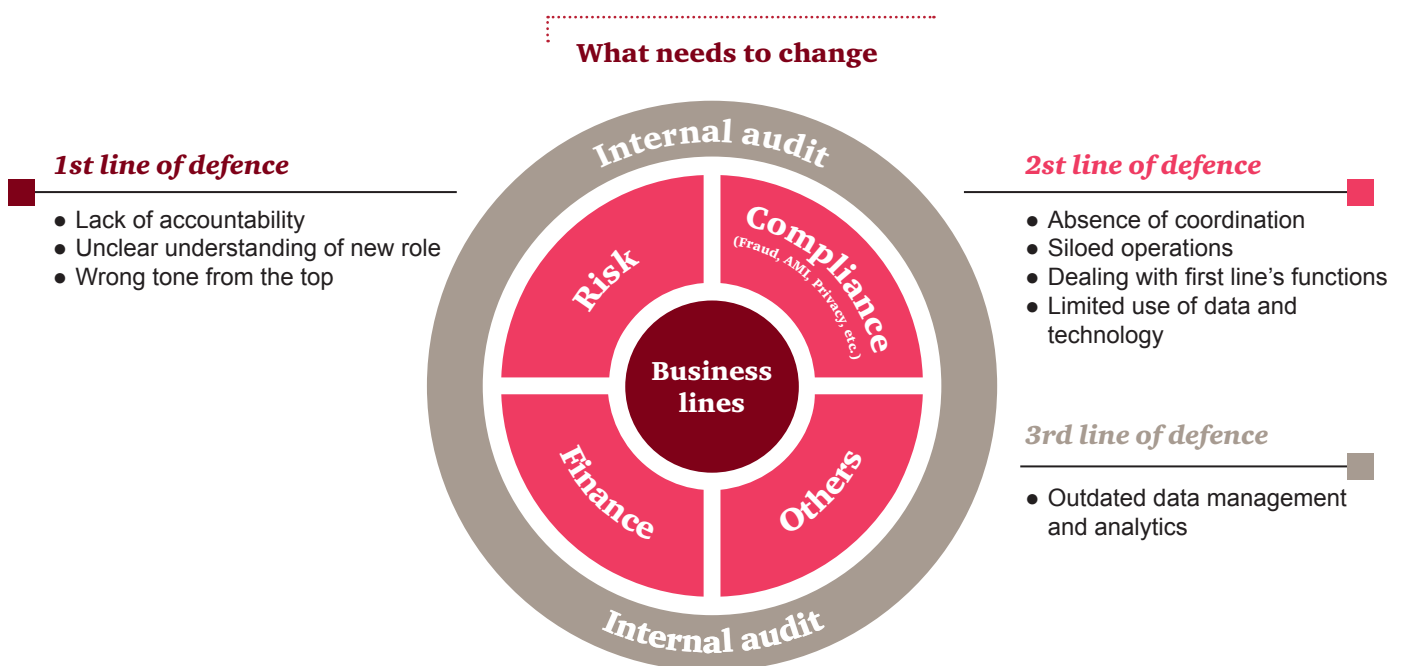 What needs to change
1st line of defence
● Lack of accountability
● Unclear understanding of new role
● Wrong tone from the top
Internal audit
Risk
Compliance
(Fraud, AMI, Privacy, etc.)
Business
lines
Finance
Others
Internal audit
2st line of defence
● Absence of coordination
● Siloed operations
● Dealing with first line’s functions
● Limited use of data and
technology
3rd line of defence
● Outdated data management
and analytics